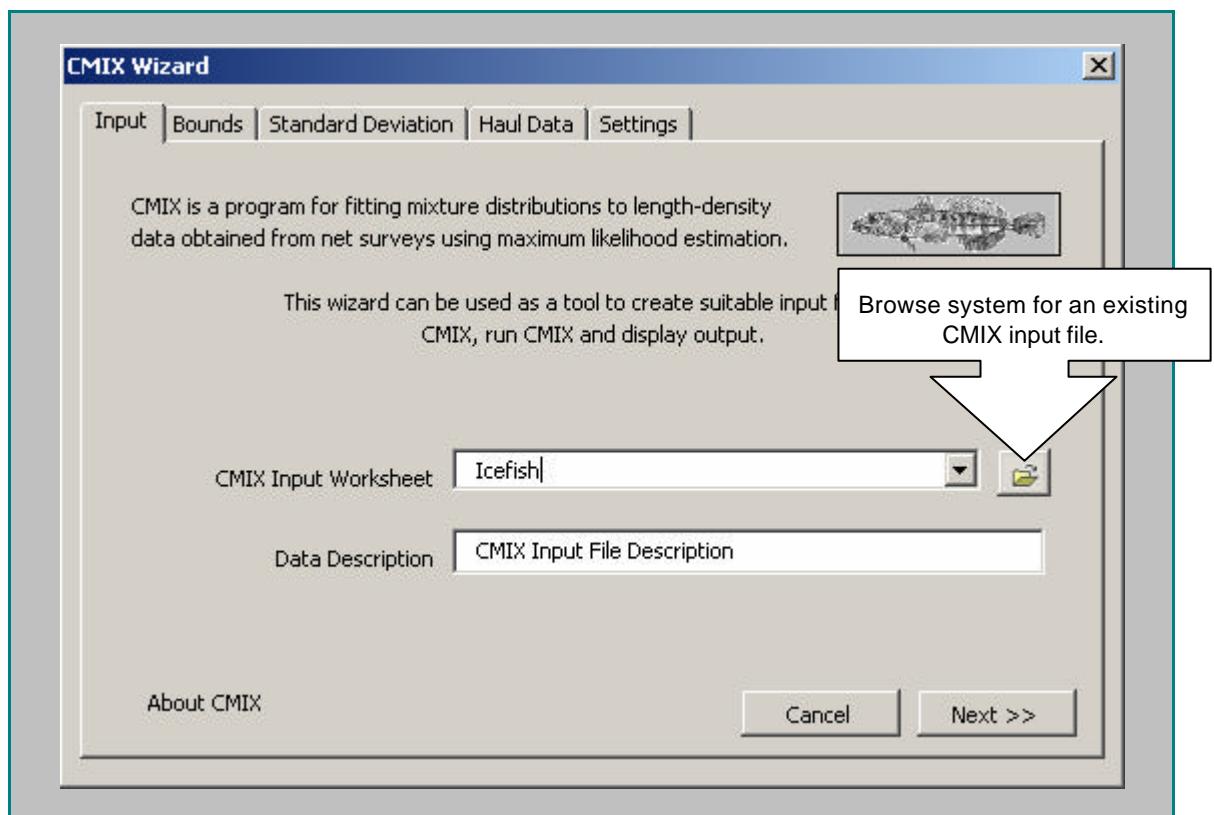 CMIX Wizard
Input Bounds Standard Deviation Haul Data Settings
CMIX is a program for fitting mixture distributions to length-density
data obtained from net surveys using maximum likelihood estimation.
This wizard can be used as a tool to create suitable input
CMIX, run CMIX and display output.
Browse system for an existing
CMIX input file.
CMIX Input Worksheet Icefish
Data Description CMIX Input File Description
About CMIX Cancel Next >>